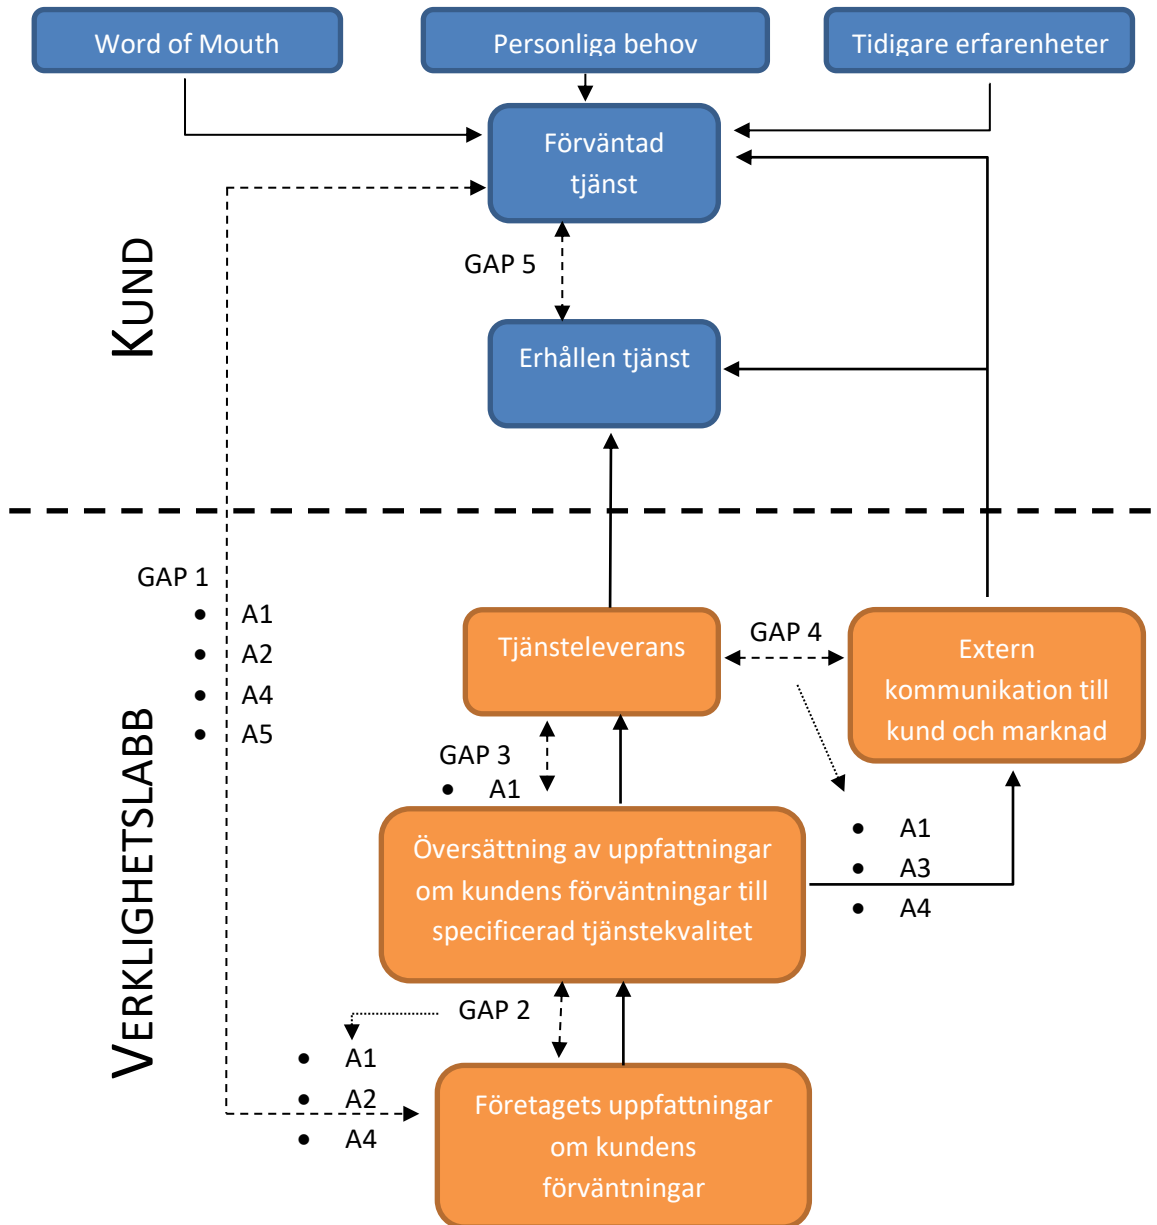 Word of Mouth
Personliga behov
Tidigare erfarenheter
Förväntad
tjänst
GAP 5
KUND
Erhållen tjänst
GAP 1
• A1
• A2
• A4
• A5
Tjänsteleverans
GAP 4
Extern
kommunikation till
kund och marknad
GAP 3
• A1
VERKLIGHETSLABB
Översättning av uppfattningar
om kundens förväntningar till
specificerad tjänstekvalitet
• A1
• A3
• A4
GAP 2
• A1
• A2
• A4
Företagets uppfattningar
om kundens
förväntningar